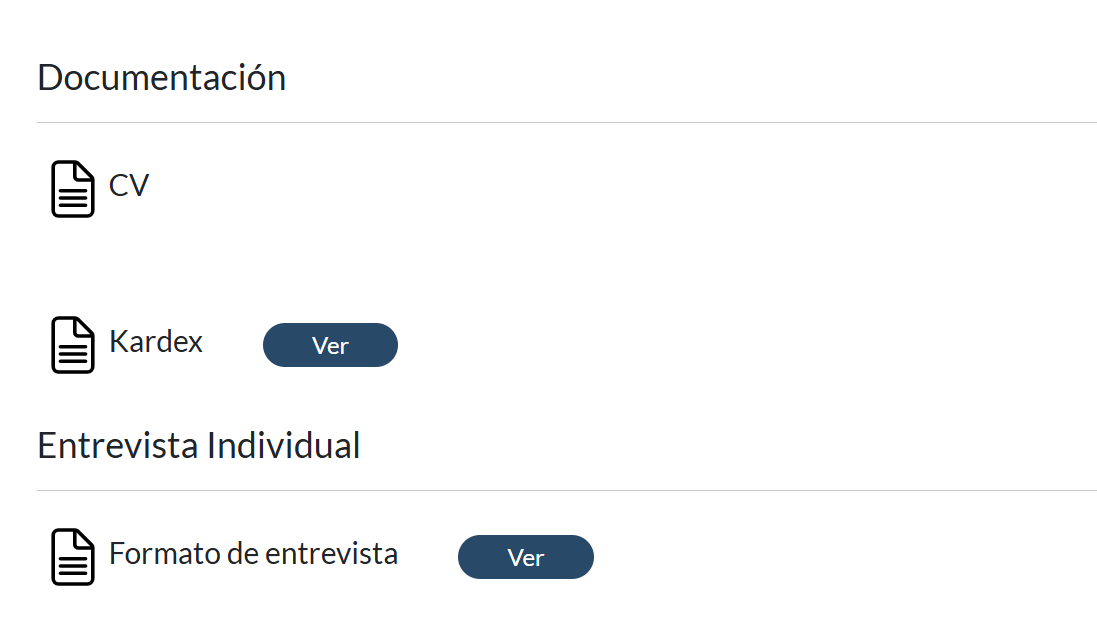 Documentación
CV
Kardex Ver
Entrevista Individual
Formato de entrevista Ver